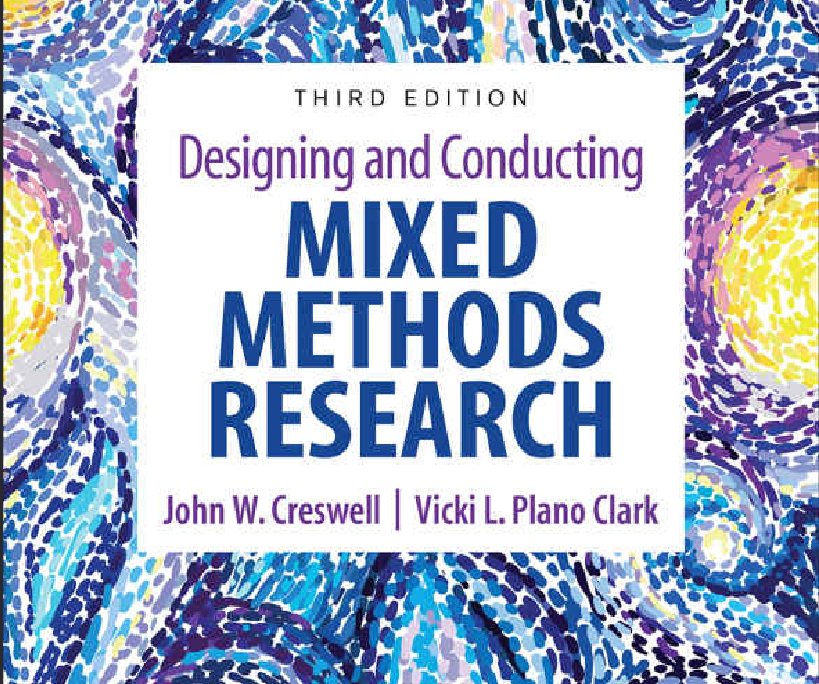 THIRD EDITION
Designing and Conducting
MIXED
METHODS
RESEARCH
John W. Creswell | Vicki L. Plano Clark